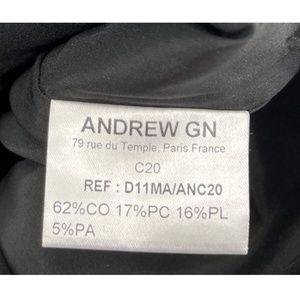 ANDREW GN
79 rue du Temple, Paris France
C20
REF : D11MA/ANC20
62%CO 17%PC 16%PL
5%PA